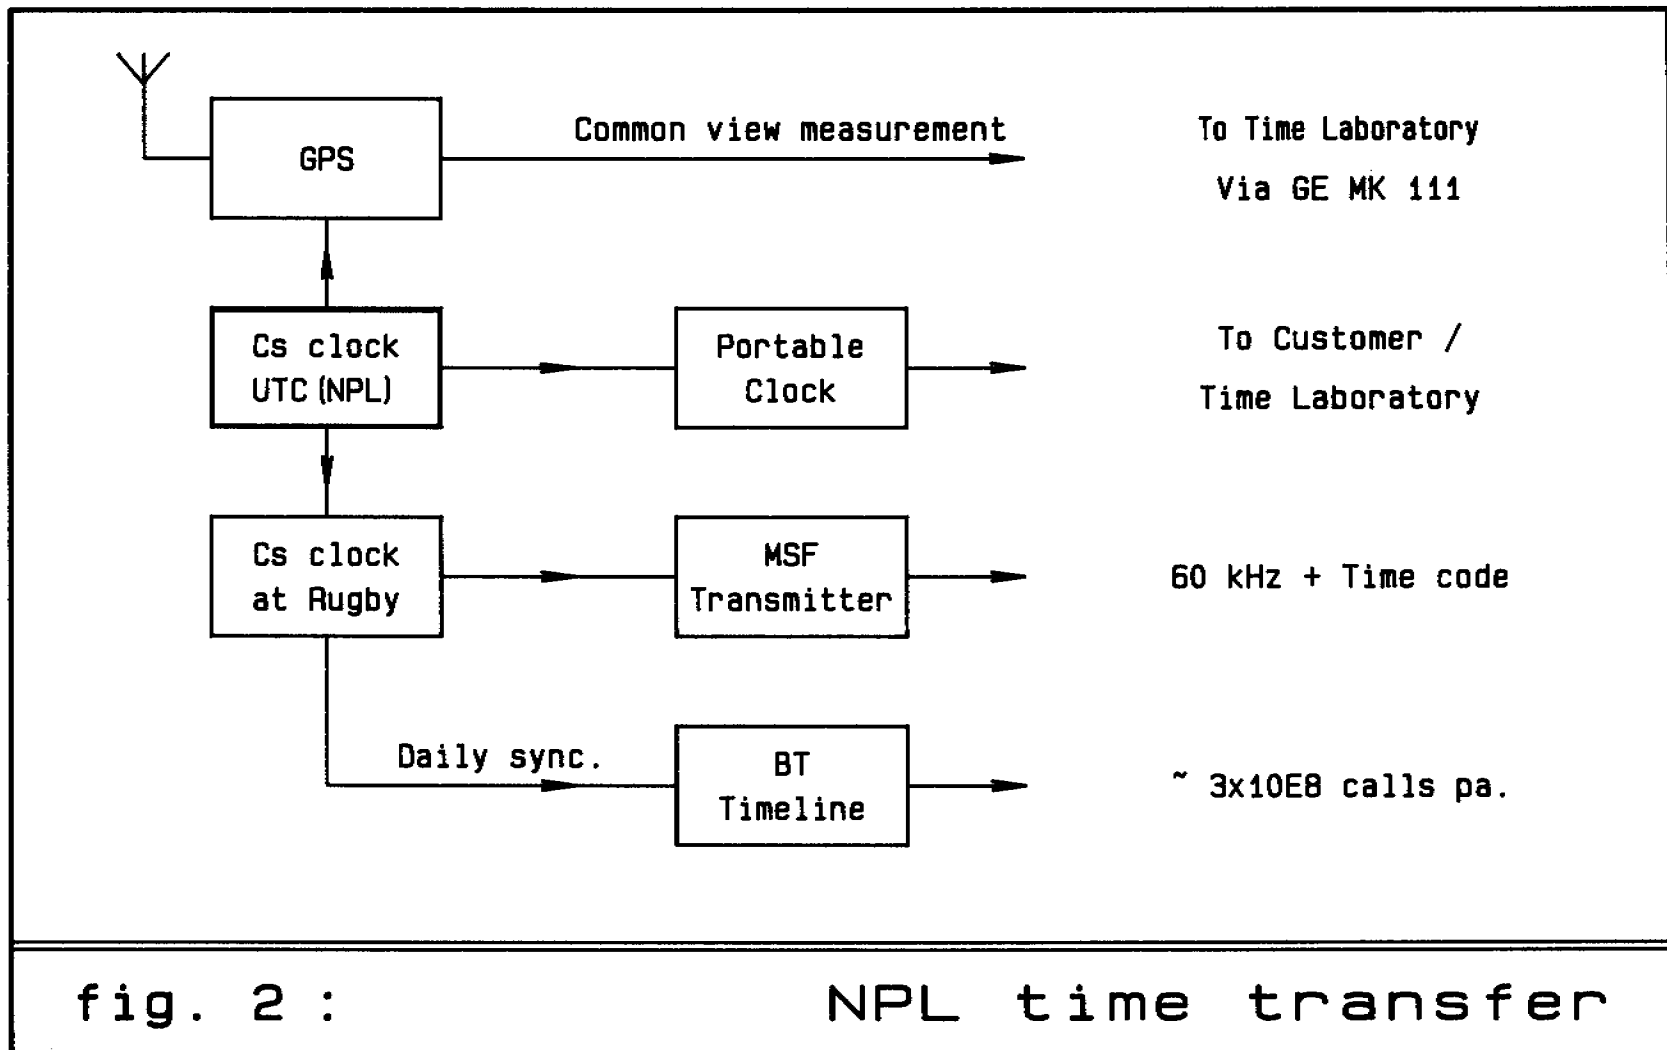 GPS
Common view measurement
To Time Laboratory
Via GE MK 111
Cs clock
UTC (NPL)
Portable
Clock
To Customer /
Time Laboratory
Cs clock
at Rugby
MSF
Transmitter
60 kHz + Time code
Daily sync.
BT
Timeline
~ 3x10E8 calls pa.
fig. 2 : NPL time transfer